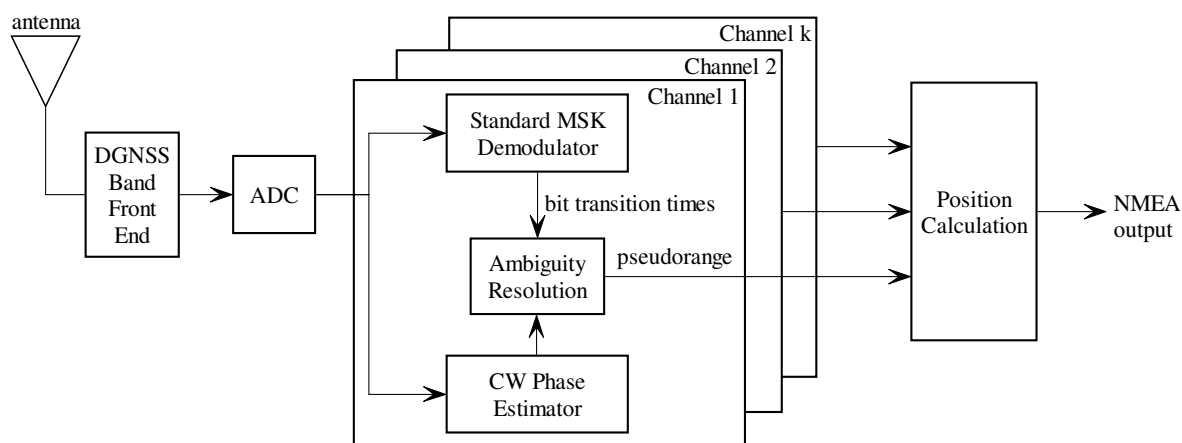 antenna
DGNSS
Band
Front
End
ADC
Channel k
Channel 2
Channel 1
Standard MSK
Demodulator
bit transition times
Ambiguity
Resolution
pseudorange
CW Phase
Estimator
Position
Calculation
NMEA
output